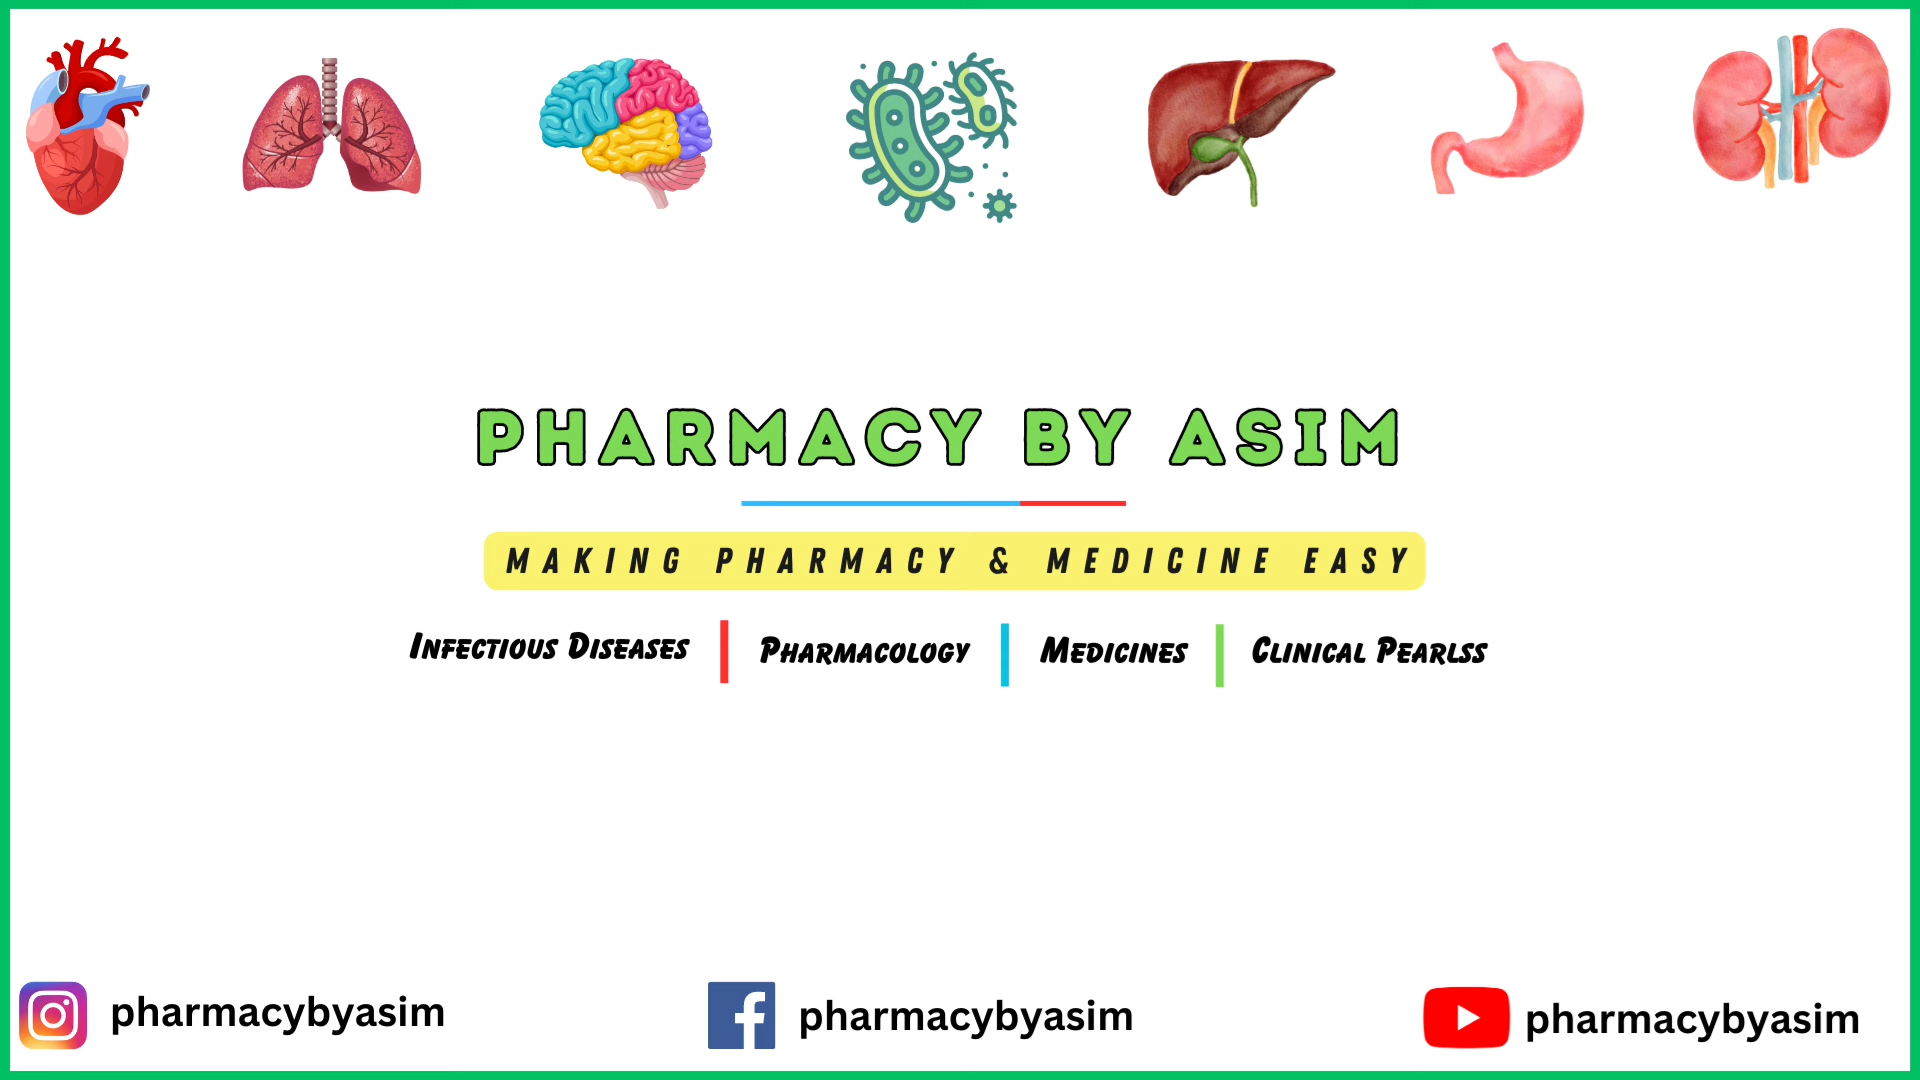 PHARMACY BY ASIM
MAKING PHARMACY & MEDICINE EASY
Infectious Diseases
Pharmacology
Medicines
Clinical Pearlss
pharmacybyasim
pharmacybyasim
pharmacybyasim